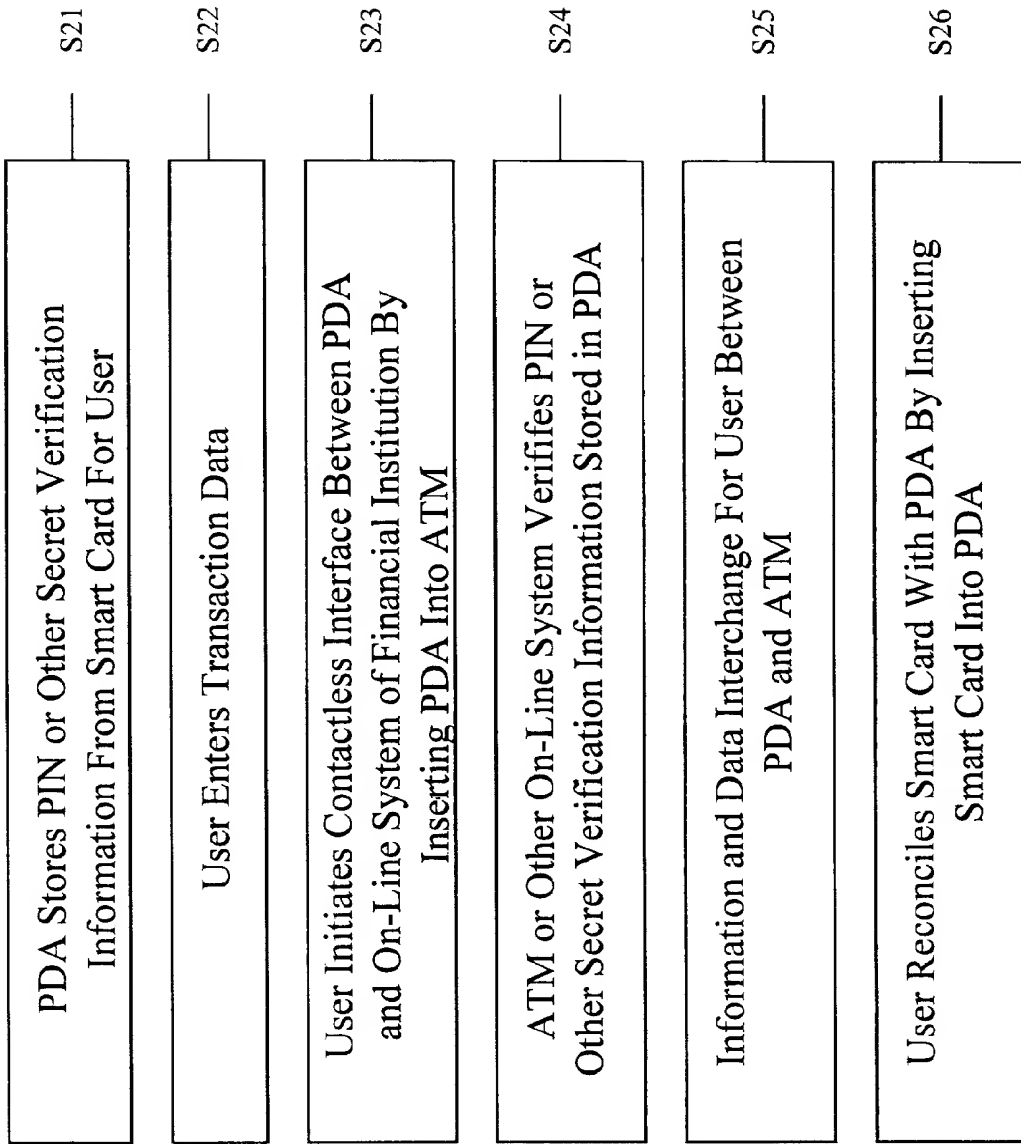 PDA Stores PIN or Other Secret Verification
Information From Smart Card For User
S21
User Enters Transaction Data
S22
User Initiates Contactless Interface Between PDA
and On-Line System of Financial Institution By
Inserting PDA Into ATM
S23
ATM or Other On-Line System Verififes PIN or
Other Secret Verification Information Stored in PDA
S24
Information and Data Interchange For User Between
PDA and ATM
S25
User Reconciles Smart Card With PDA By Inserting
Smart Card Into PDA
S26